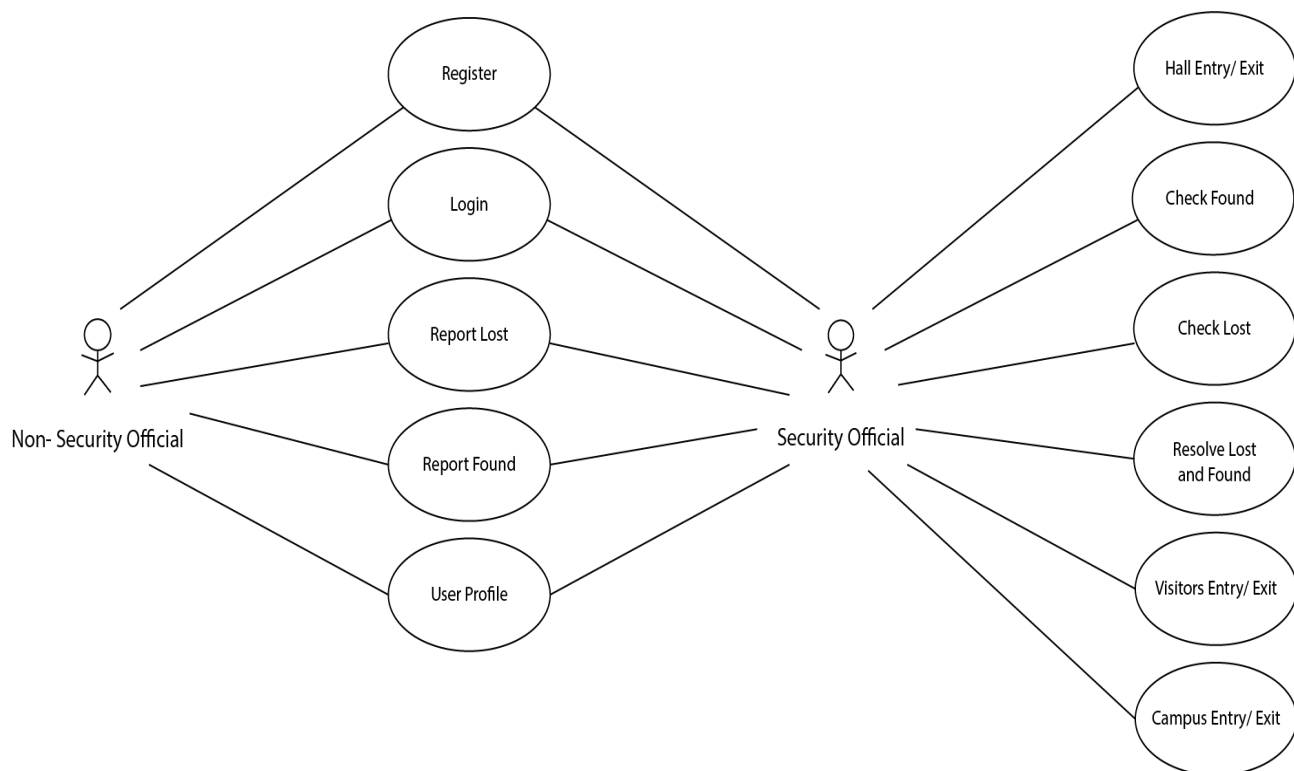 Register
Login
Report Lost
Report Found
User Profile
Non- Security Official
Security Official
Hall Entry/ Exit
Check Found
Check Lost
Resolve Lost
and Found
Visitors Entry/ Exit
Campus Entry/ Exit